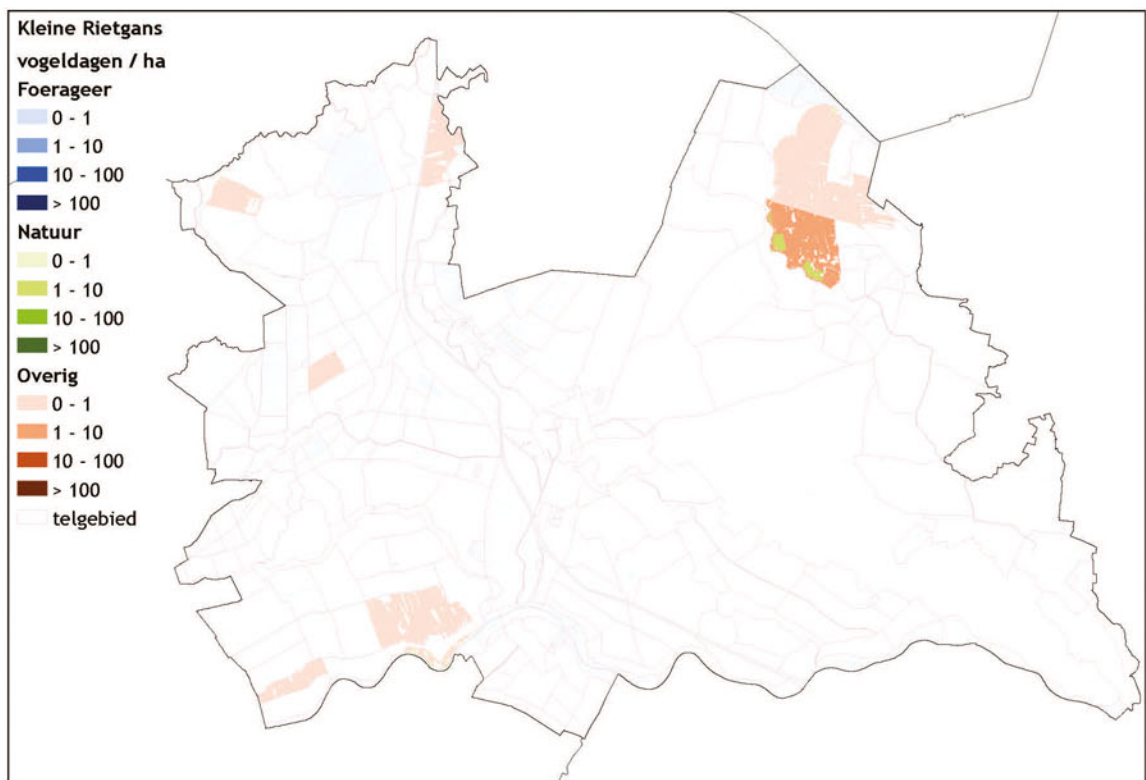 Kleine Rietgans
vogeldagen / ha
Foerageer
0 - 1
1 - 10
10 - 100
> 100
Natuur
0 - 1
1 - 10
10 - 100
> 100
Overig
0 - 1
1 - 10
10 - 100
> 100
telgebied